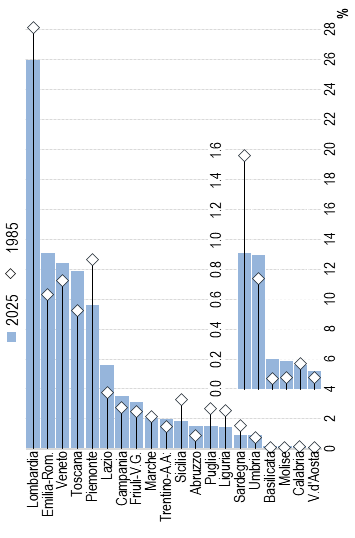 2025 1985
%
0 2 4 6 8 10 12 14 16 18 20 22 24 26 28
0.0 0.2 0.4 0.6 0.8 1.0 1.2 1.4 1.6
Lombardia
Emilia-Rom.
Veneto
Toscana
Piemonte
Lazio
Campania
Friuli-V.G.
Marche
Trentino-A.A.
Sicilia
Abruzzo
Puglia
Liguria
Sardegna
Umbria
Basilicata
Molise
Calabria
V.d'Aosta